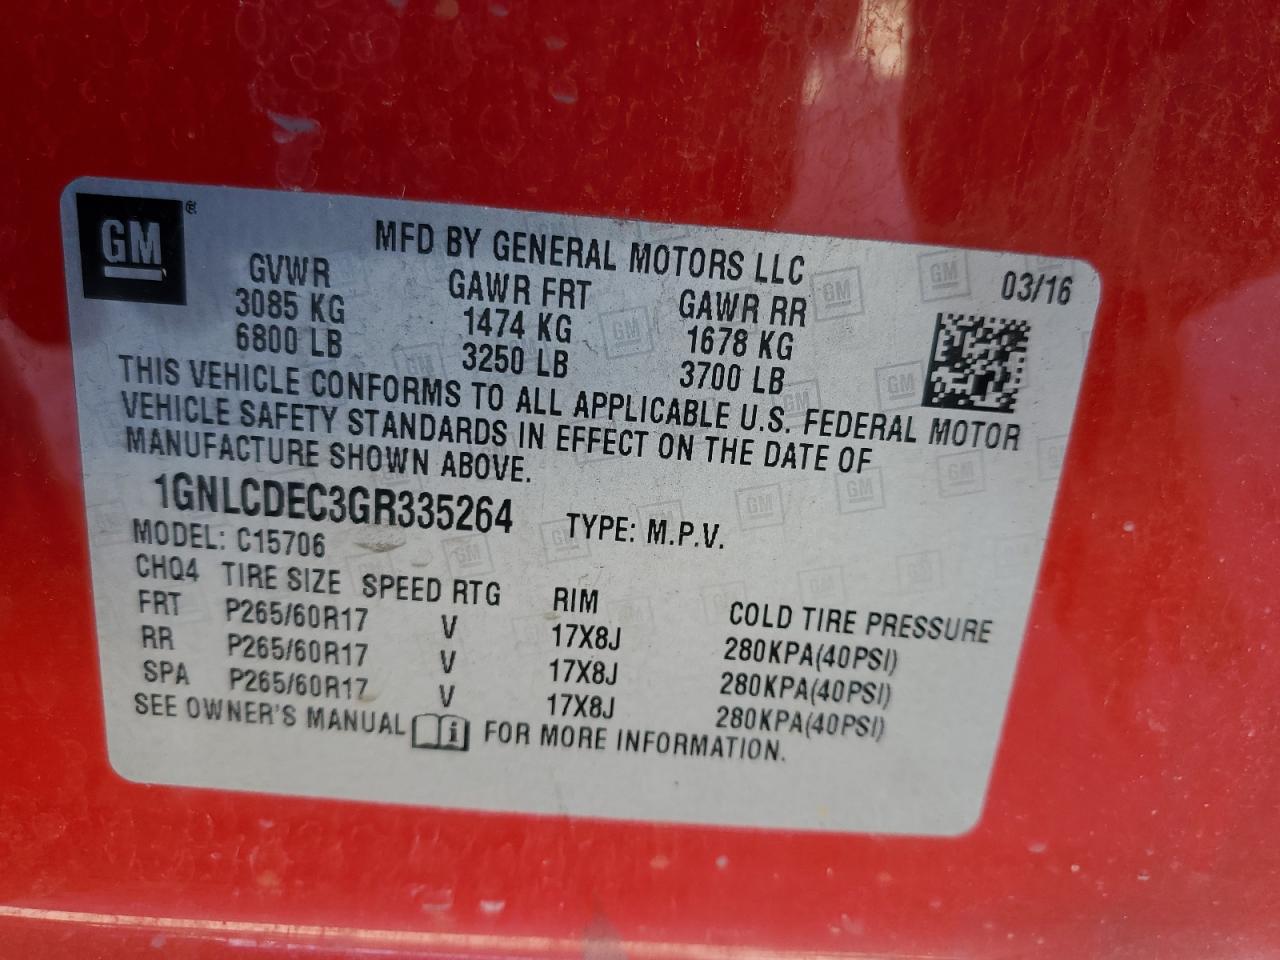 GM®
MFD BY GENERAL MOTORS LLC 03/16
GVWR GAWR FRT GAWR RR
3085 KG 1474 KG 1678 KG
6800 LB 3250 LB 3700 LB
THIS VEHICLE CONFORMS TO ALL APPLICABLE U.S. FEDERAL MOTOR
VEHICLE SAFETY STANDARDS IN EFFECT ON THE DATE OF
MANUFACTURE SHOWN ABOVE.
1GNLCDEC3GR335264 TYPE: M.P.V.
MODEL: C15706
CHQ4 TIRE SIZE SPEED RTG RIM COLD TIRE PRESSURE
FRT P265/60R17 V 17X8J 280KPA(40PSI)
RR P265/60R17 V 17X8J 280KPA(40PSI)
SPA P265/60R17 V 17X8J 280KPA(40PSI)
SEE OWNER'S MANUAL i FOR MORE INFORMATION.